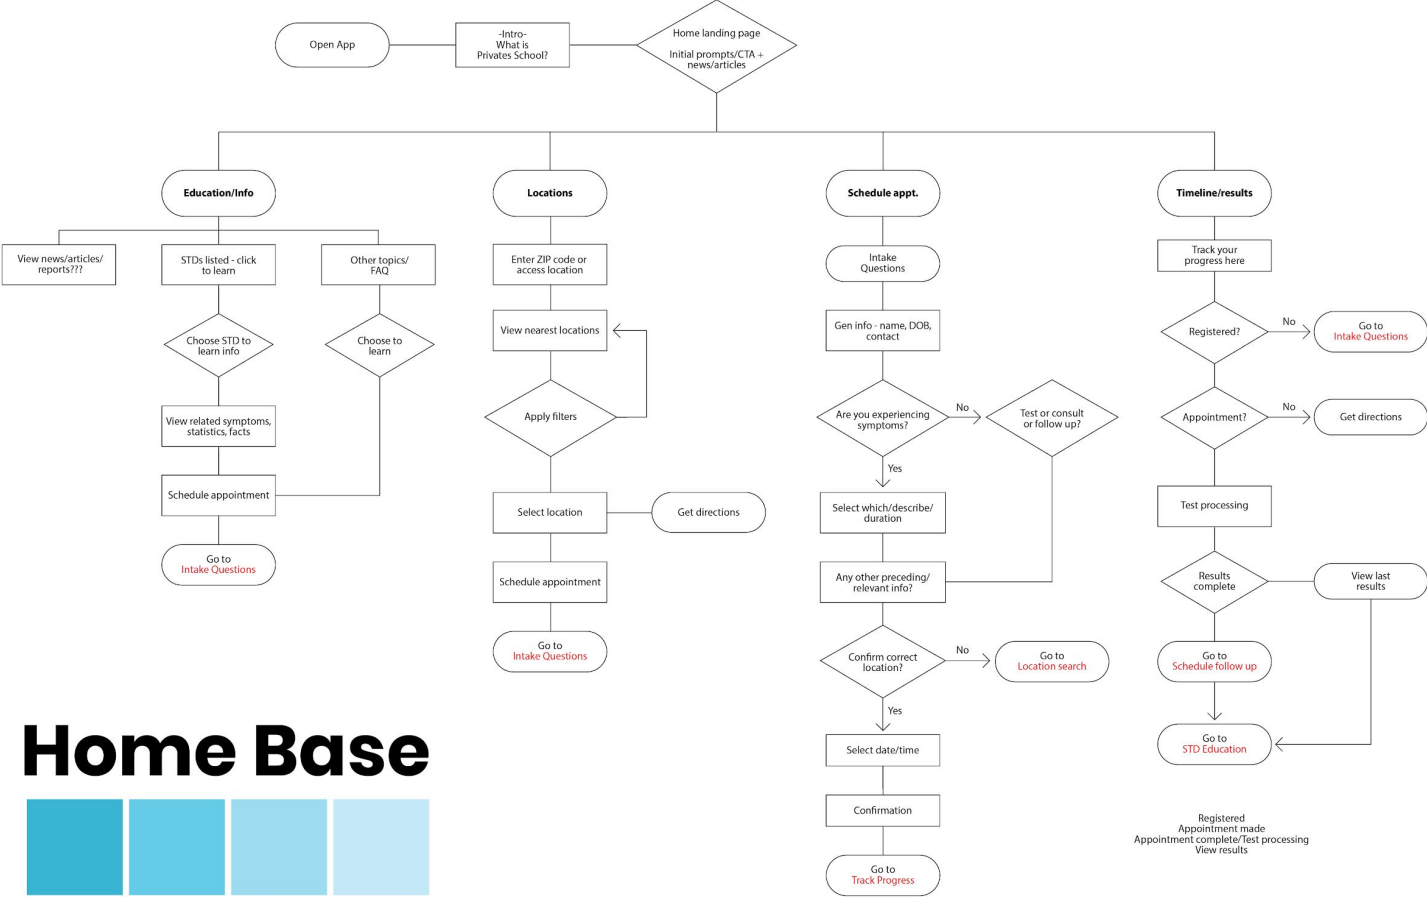 Open App
-Intro-
What is
Privates School?
Home landing page
Initial prompts/CTA +
news/articles
Education/Info
Locations
Schedule appt.
Timeline/results
View news/articles/
reports???
STDs listed - click
to learn
Other topics/
FAQ
Choose STD to
learn info
Choose to
learn
View related symptoms,
statistics, facts
Schedule appointment
Go to
Intake Questions
Enter ZIP code or
access location
View nearest locations
Apply filters
Select location
Get directions
Schedule appointment
Go to
Intake Questions
Intake
Questions
Gen info - name, DOB,
contact
Are you experiencing
symptoms?
No
Test or consult
or follow up?
Yes
Select which/describe/
duration
Any other preceding/
relevant info?
Confirm correct
location?
No
Go to
Location search
Yes
Select date/time
Confirmation
Go to
Track Progress
Track your
progress here
Registered?
No
Go to
Intake Questions
Appointment?
No
Get directions
Test processing
Results
complete
View last
results
Go to
Schedule follow up
Go to
STD Education
Registered
Appointment made
Appointment complete/Test processing
View results
Home Base